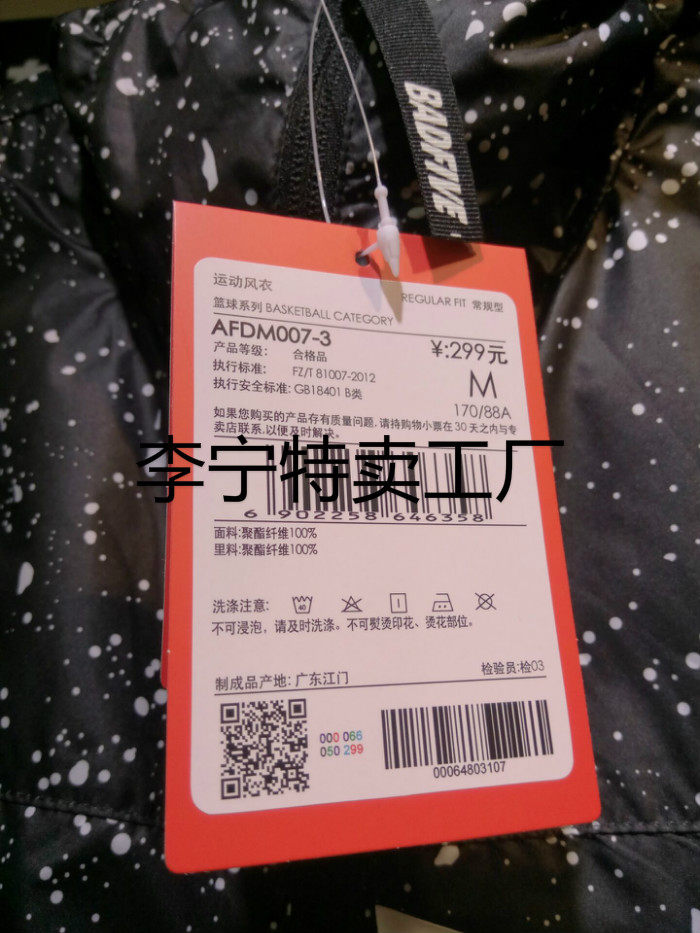 BADFIVE
运动风衣
REGULAR FIT 常规型
篮球系列 BASKETBALL CATEGORY
AFDM007-3
¥:299元
产品等级： 合格品
执行标准： FZ/T 81007-2012
M
执行安全标准: GB18401 B类
170/88A
如果您购买的产品存有质量问题, 请持购物小票在 30 天之内与专
卖店联系,以便及时解决。
李宁特卖工厂
6 902258 646358
面料:聚酯纤维100%
里料:聚酯纤维100%
洗涤注意:
40
不可浸泡，请及时洗涤。不可熨烫印花、烫花部位。
制成品产地: 广东江门
检验员:检03
000 066
050 299
00064803107